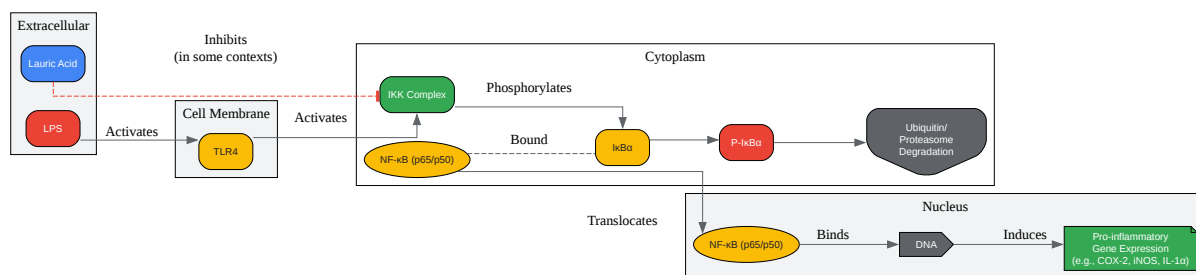 Extracellular
Lauric Acid
LPS
Activates
Inhibits
(in some contexts)
Cell Membrane
TLR4
Activates
Cytoplasm
IKK Complex
Phosphorylates
NF-κB (p65/p50)
Bound
IκBα
P-IκBα
Ubiquitin/
Proteasome
Degradation
Translocates
Nucleus
NF-κB (p65/p50)
Binds
DNA
Induces
Pro-inflammatory
Gene Expression
(e.g., COX-2, iNOS, IL-1α)